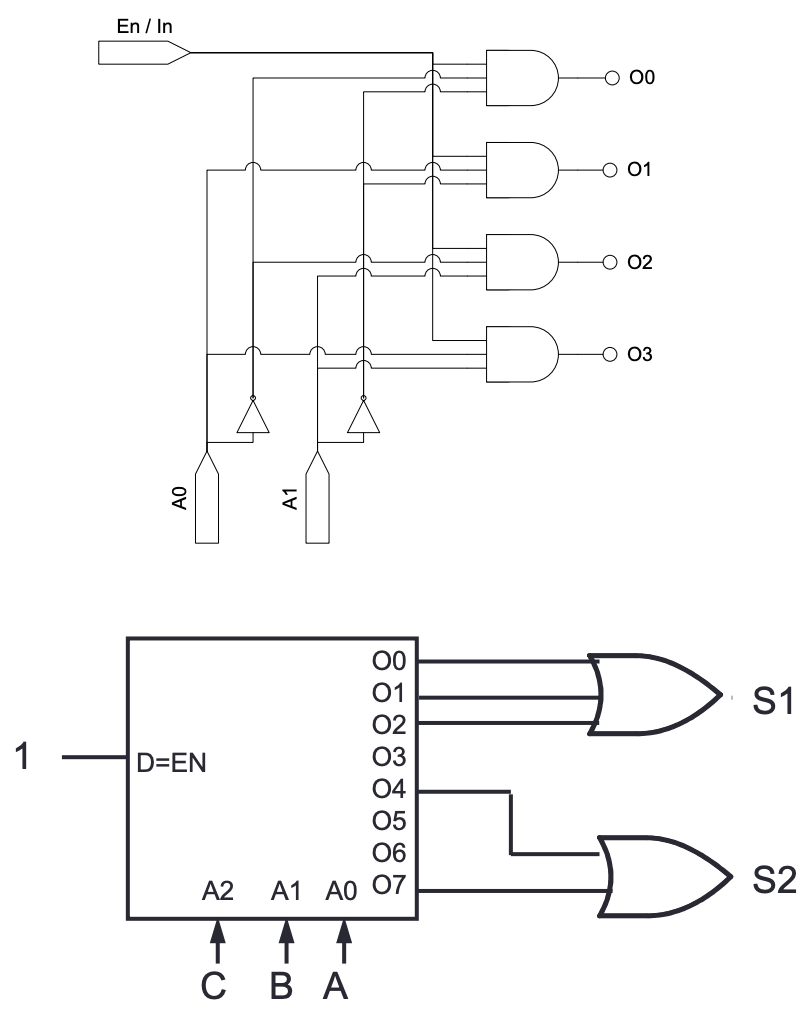 En / In
O0
O1
O2
O3
A0
A1
O0
O1
S1
O2
1
D=EN
O3
O4
O5
O6
O7
S2
A2 A1 A0
C B A